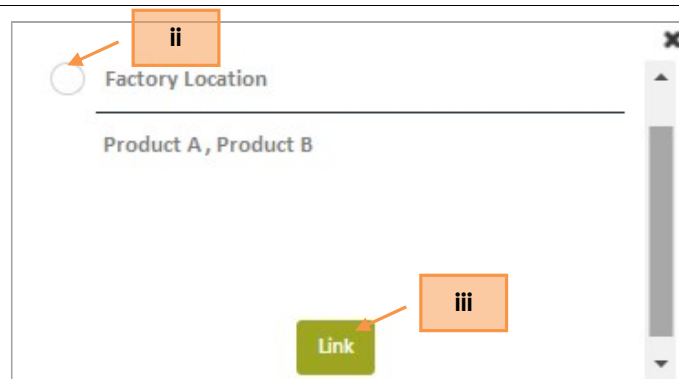 ii
Factory Location
Product A , Product B
iii
Link